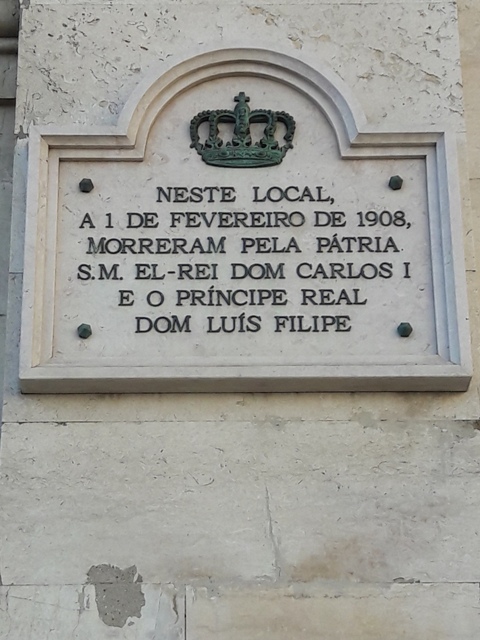 NESTE LOCAL,
A 1 DE FEVEREIRO DE 1908,
MORRERAM PELA PÁTRIA
S.M. EL-REI DOM CARLOS I
E O PRÍNCIPE REAL
DOM LUÍS FILIPE